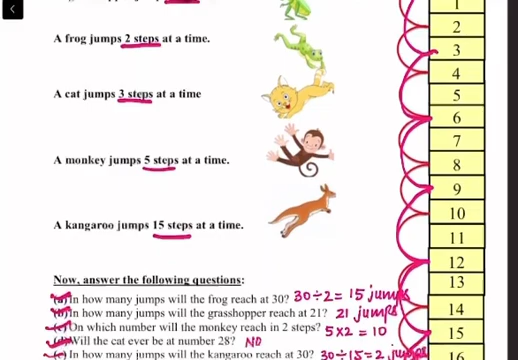 A frog jumps 2 steps at a time.
A cat jumps 3 steps at a time
A monkey jumps 5 steps at a time.
A kangaroo jumps 15 steps at a time.
Now, answer the following questions:
(a) In how many jumps will the frog reach at 30? 30÷2= 15 jumps
(b) In how many jumps will the grasshopper reach at 21? 21 jumps
(c) On which number will the monkey reach in 2 steps? 5x2 = 10
(d) Will the cat ever be at number 28? NO
(e) In how many jumps will the kangaroo reach at 30? 30÷15=2 jumps
1
2
3
4
5
6
7
8
9
10
11
12
13
14
15
16